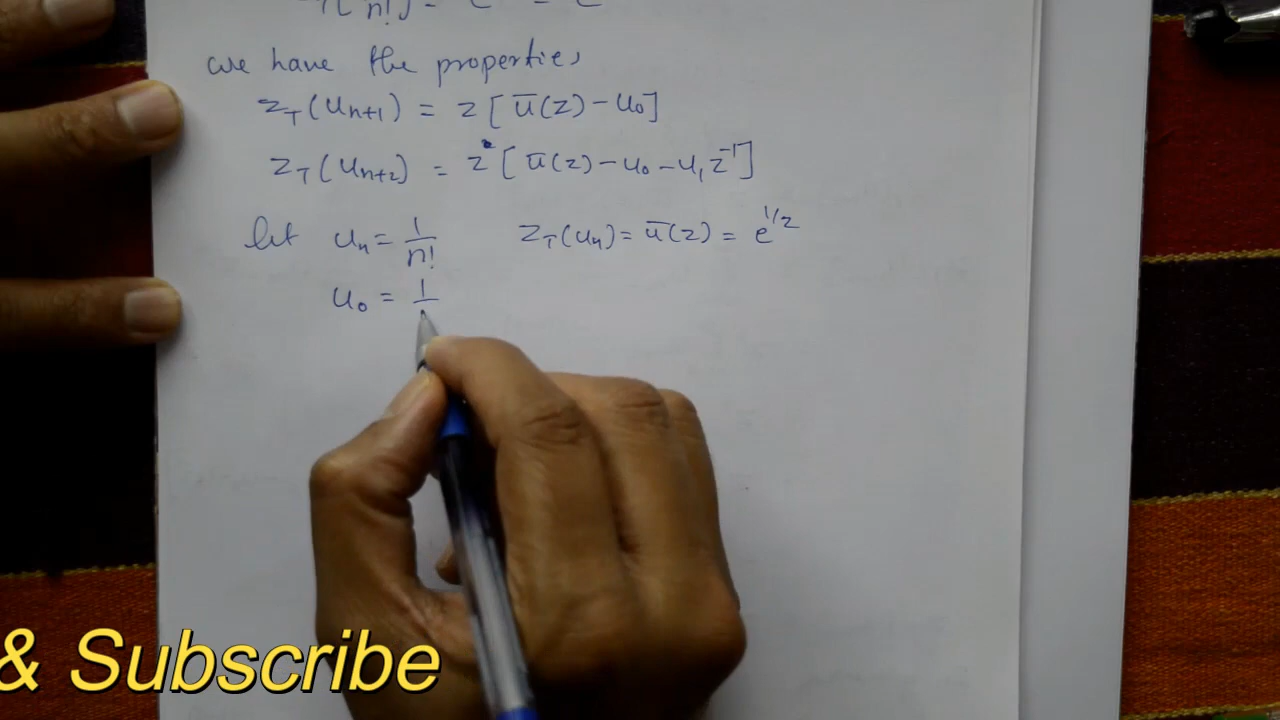 we have the properties
Z_T(u_{n+1}) = z[ū(z) - u_0]
Z_T(u_{n+2}) = z^2[ū(z) - u_0 - u_1 z^{-1}]
let u_n = 1/n! Z_T(u_n) = ū(z) = e^{1/z}
u_0 = 1/
& Subscribe